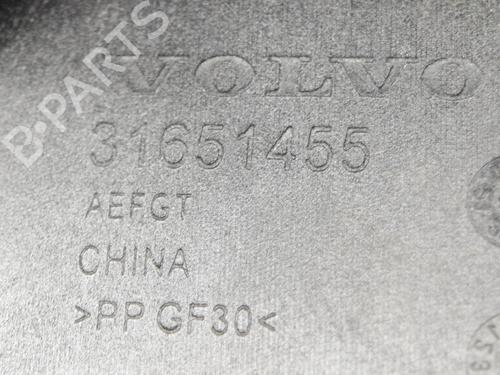 B-PARTS
VOLVO
31651455
AEFGT
CHINA
>PP GF30<